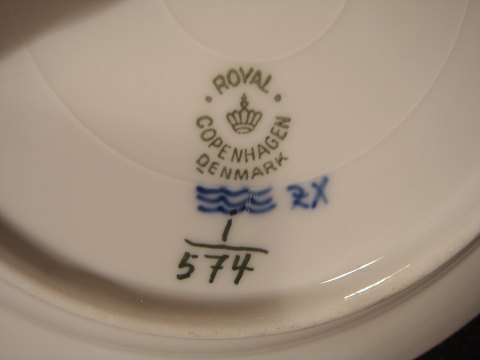 ROYAL
COPENHAGEN
DENMARK
ZX
1
574